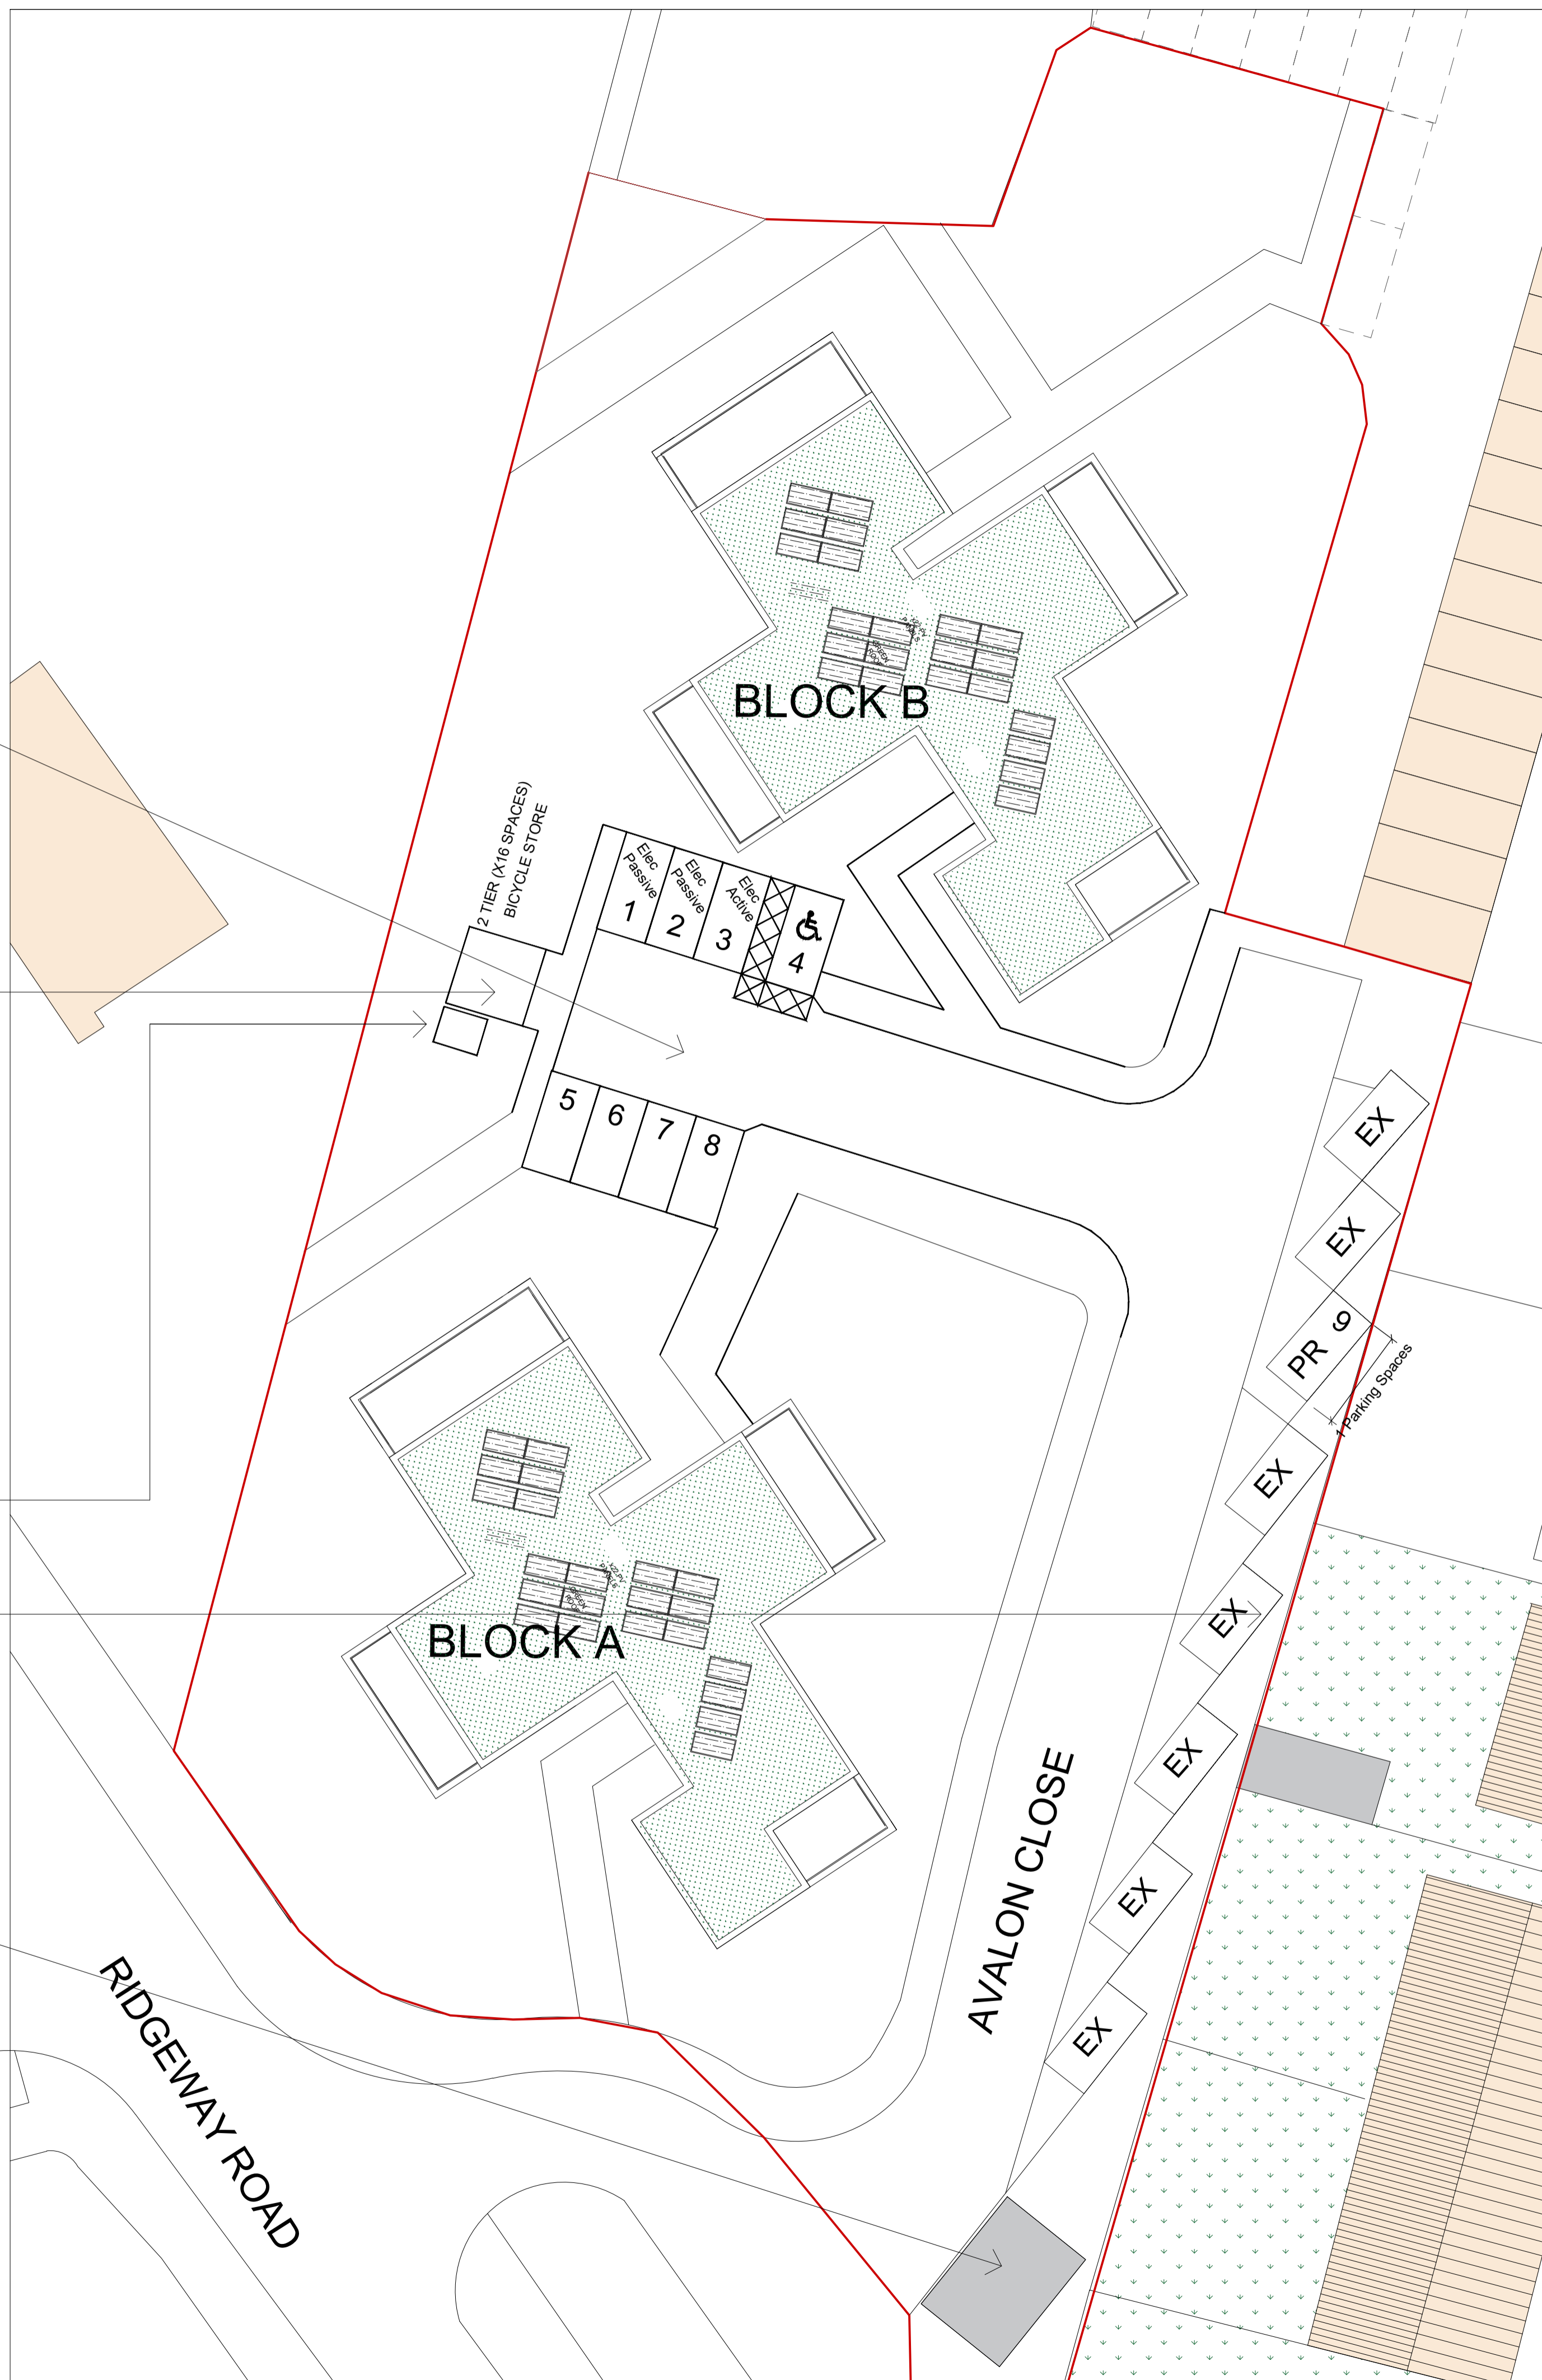 BLOCK B
2 TIER (X16 SPACES)
BICYCLE STORE
Elec
Passive
1
Elec
Passive
2
Elec
Active
3
4
5
6
7
8
EX
EX
PR 9
1 Parking Spaces
EX
EX
EX
EX
EX
BLOCK A
AVALON CLOSE
RIDGEWAY ROAD